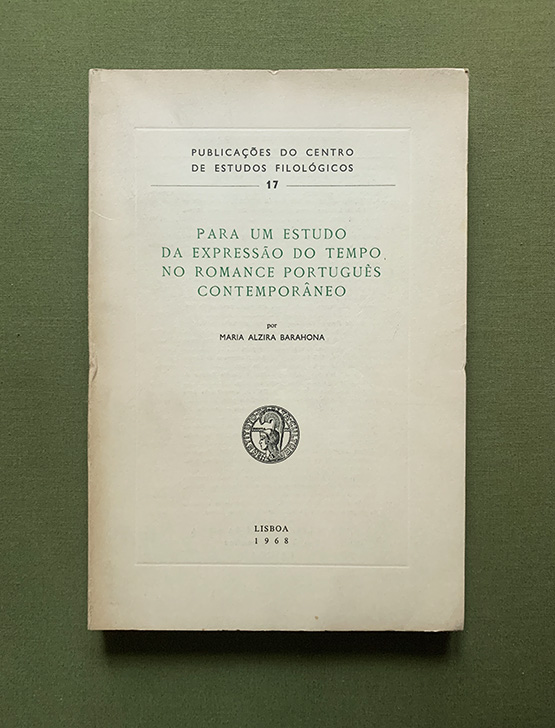 PUBLICAÇÕES DO CENTRO
DE ESTUDOS FILOLÓGICOS
17
PARA UM ESTUDO
DA EXPRESSÃO DO TEMPO
NO ROMANCE PORTUGUÊS
CONTEMPORÂNEO
por
MARIA ALZIRA BARAHONA
LISBOA
1968